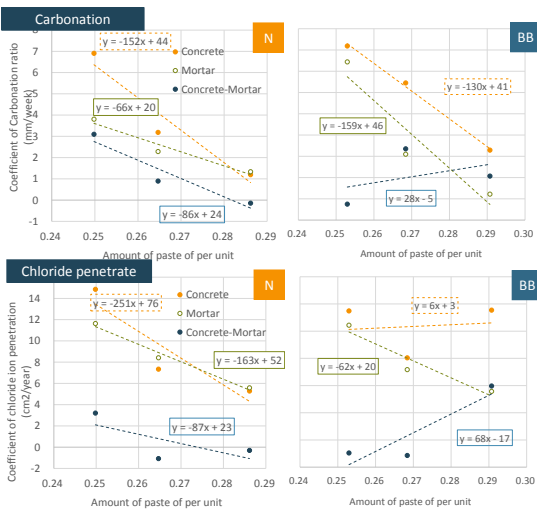 Carbonation
N
BB
Coefficient of Carbonation ratio
(mm/week)
8
7
6
5
4
3
2
1
0
-1
y = -152x + 44
Concrete
Mortar
Concrete-Mortar
y = -66x + 20
y = -86x + 24
0.24 0.25 0.26 0.27 0.28 0.29
Amount of paste of per unit
y = -130x + 41
y = -159x + 46
y = 28x - 5
0.24 0.25 0.26 0.27 0.28 0.29 0.30
Amount of paste of per unit
Chloride penetrate
N
BB
Coefficient of chloride ion penetration
(cm2/year)
14
12
10
8
6
4
2
0
-2
y = -251x + 76
Concrete
Mortar
Concrete-Mortar
y = -163x + 52
y = -87x + 23
0.24 0.25 0.26 0.27 0.28 0.29
Amount of paste of per unit
y = 6x + 3
y = -62x + 20
y = 68x - 17
0.24 0.25 0.26 0.27 0.28 0.29 0.30
Amount of paste of per unit